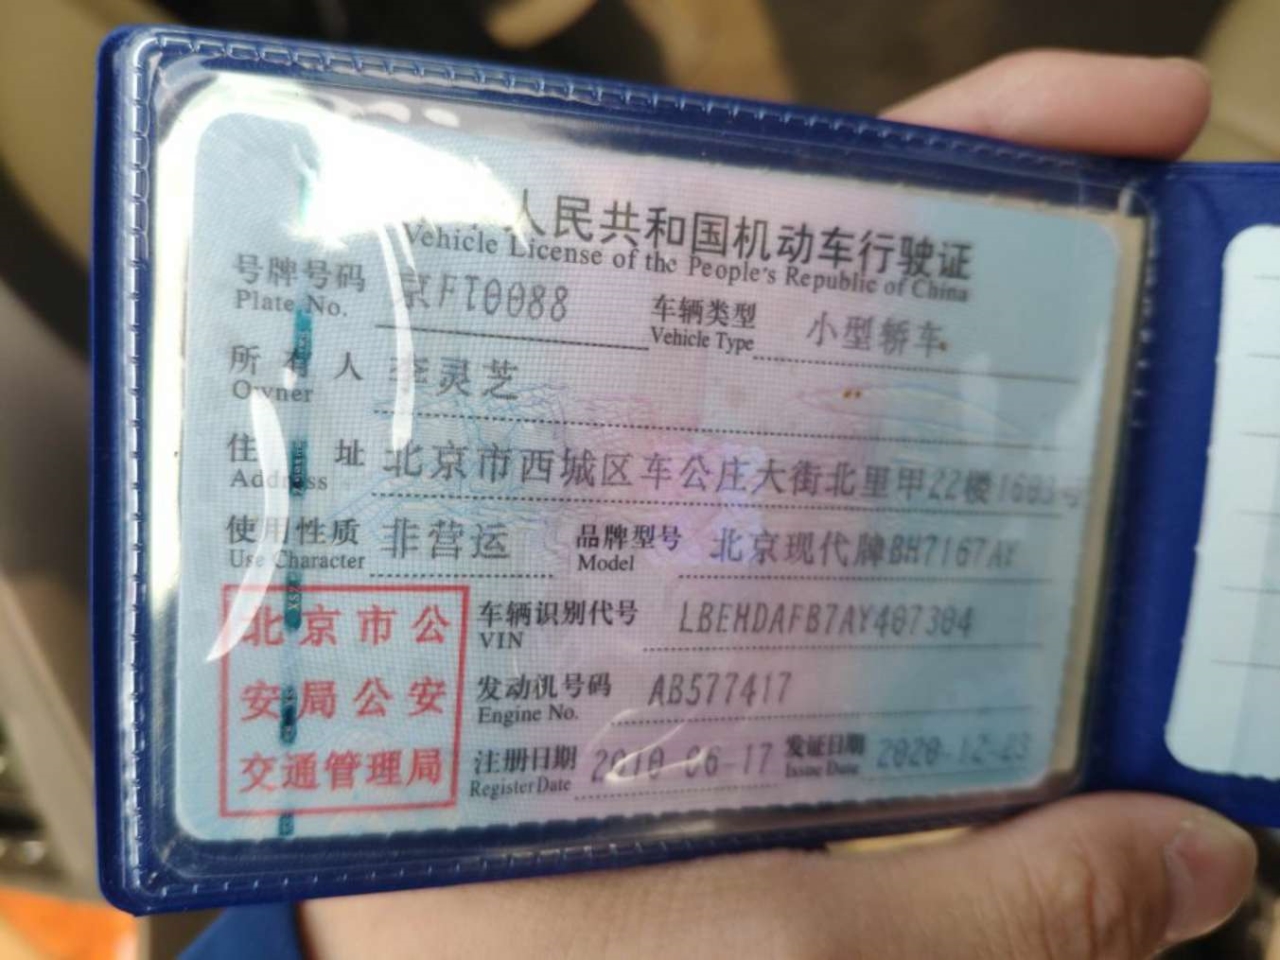 人民共和国机动车行驶证
Vehicle License of the People's Republic of China
号牌号码 京FT0088 车辆类型 小型轿车
Plate No. Vehicle Type
所有人 李灵芝
Owner
住址 北京市西城区车公庄大街北里甲22楼1603号
Address
使用性质 非营运 品牌型号 北京现代牌BH7167AY
Use Character Model
北京市公 车辆识别代号 LBEHDAFB7AY407304
VIN
安局公安 发动机号码 AB577417
Engine No.
交通管理局 注册日期 2010-06-17 发证日期 2020-12-23
Register Date Issue Date